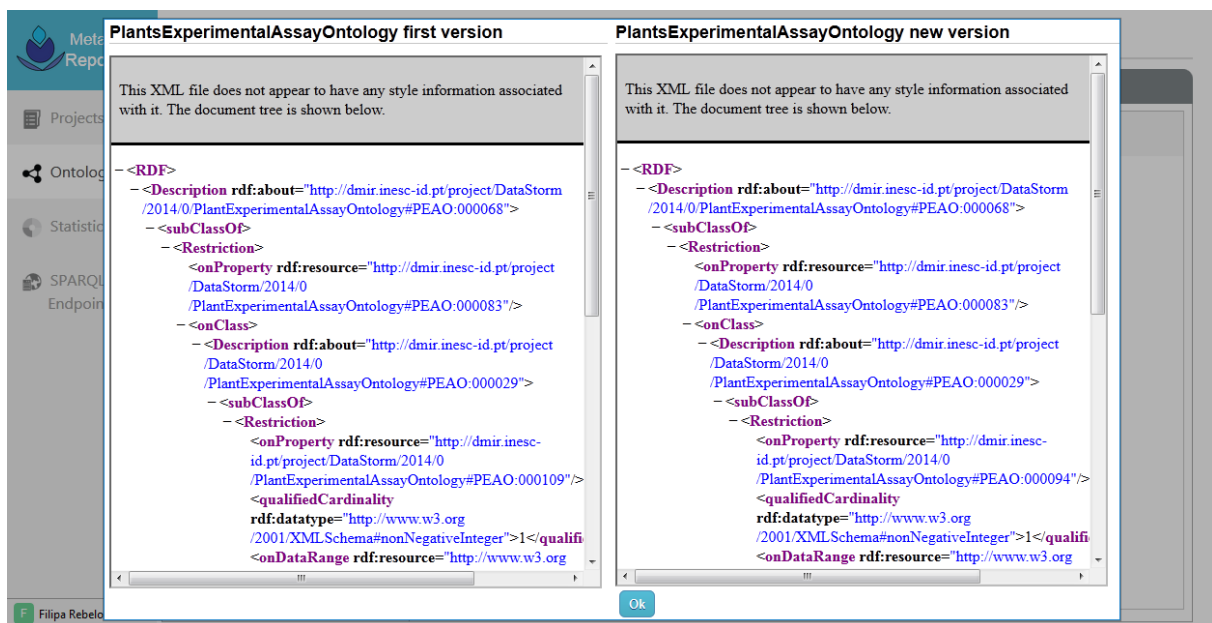 Meta
Repo
Projects
Ontolog
Statistic
SPARQL
Endpoin
F Filipa Rebelo
PlantsExperimentalAssayOntology first version
This XML file does not appear to have any style information associated
with it. The document tree is shown below.
− <RDF>
− <Description rdf:about="http://dmir.inesc-id.pt/project/DataStorm
/2014/0/PlantExperimentalAssayOntology#PEAO:000068">
− <subClassOf>
− <Restriction>
<onProperty rdf:resource="http://dmir.inesc-id.pt/project
/DataStorm/2014/0
/PlantExperimentalAssayOntology#PEAO:000083"/>
− <onClass>
− <Description rdf:about="http://dmir.inesc-id.pt/project
/DataStorm/2014/0
/PlantExperimentalAssayOntology#PEAO:000029">
− <subClassOf>
− <Restriction>
<onProperty rdf:resource="http://dmir.inesc-
id.pt/project/DataStorm/2014/0
/PlantExperimentalAssayOntology#PEAO:000109"/>
<qualifiedCardinality
rdf:datatype="http://www.w3.org
/2001/XMLSchema#nonNegativeInteger">1</qualifi
<onDataRange rdf:resource="http://www.w3.org
PlantsExperimentalAssayOntology new version
This XML file does not appear to have any style information associated
with it. The document tree is shown below.
− <RDF>
− <Description rdf:about="http://dmir.inesc-id.pt/project/DataStorm
/2014/0/PlantExperimentalAssayOntology#PEAO:000068">
− <subClassOf>
− <Restriction>
<onProperty rdf:resource="http://dmir.inesc-id.pt/project
/DataStorm/2014/0
/PlantExperimentalAssayOntology#PEAO:000083"/>
− <onClass>
− <Description rdf:about="http://dmir.inesc-id.pt/project
/DataStorm/2014/0
/PlantExperimentalAssayOntology#PEAO:000029">
− <subClassOf>
− <Restriction>
<onProperty rdf:resource="http://dmir.inesc-
id.pt/project/DataStorm/2014/0
/PlantExperimentalAssayOntology#PEAO:000094"/>
<qualifiedCardinality
rdf:datatype="http://www.w3.org
/2001/XMLSchema#nonNegativeInteger">1</qualifi
<onDataRange rdf:resource="http://www.w3.org
Ok